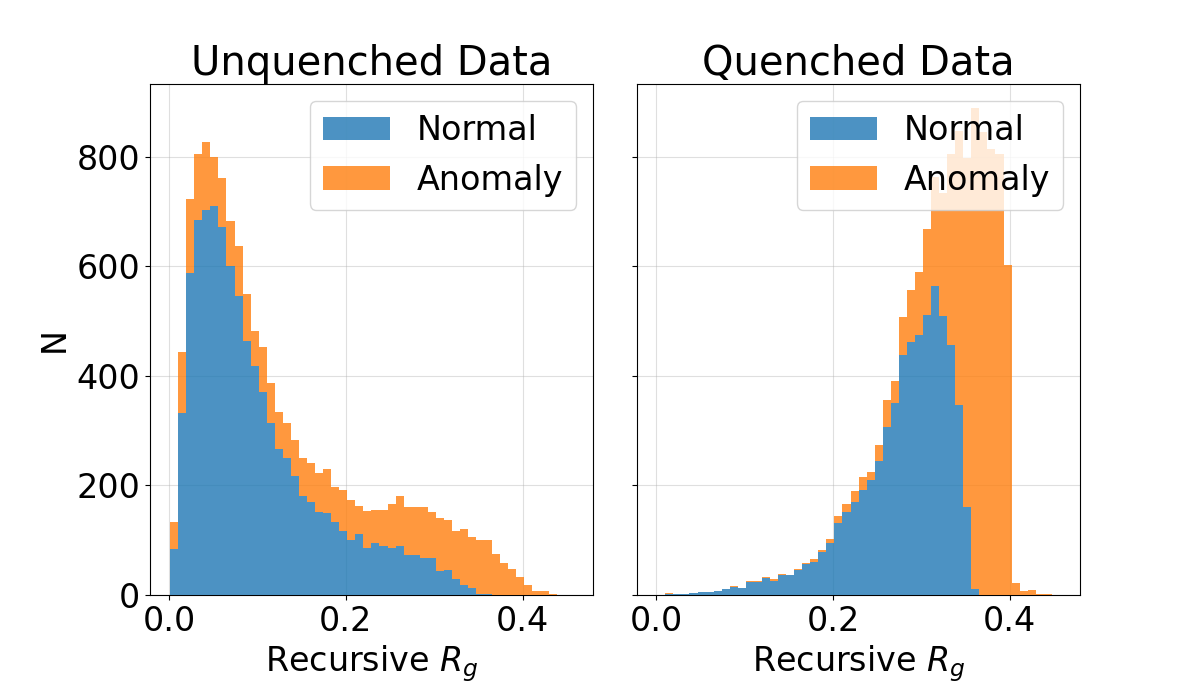 Unquenched Data
Quenched Data
Normal
Anomaly
Normal
Anomaly
N
800
600
400
200
0
0.0 0.2 0.4
0.0 0.2 0.4
Recursive R_g
Recursive R_g